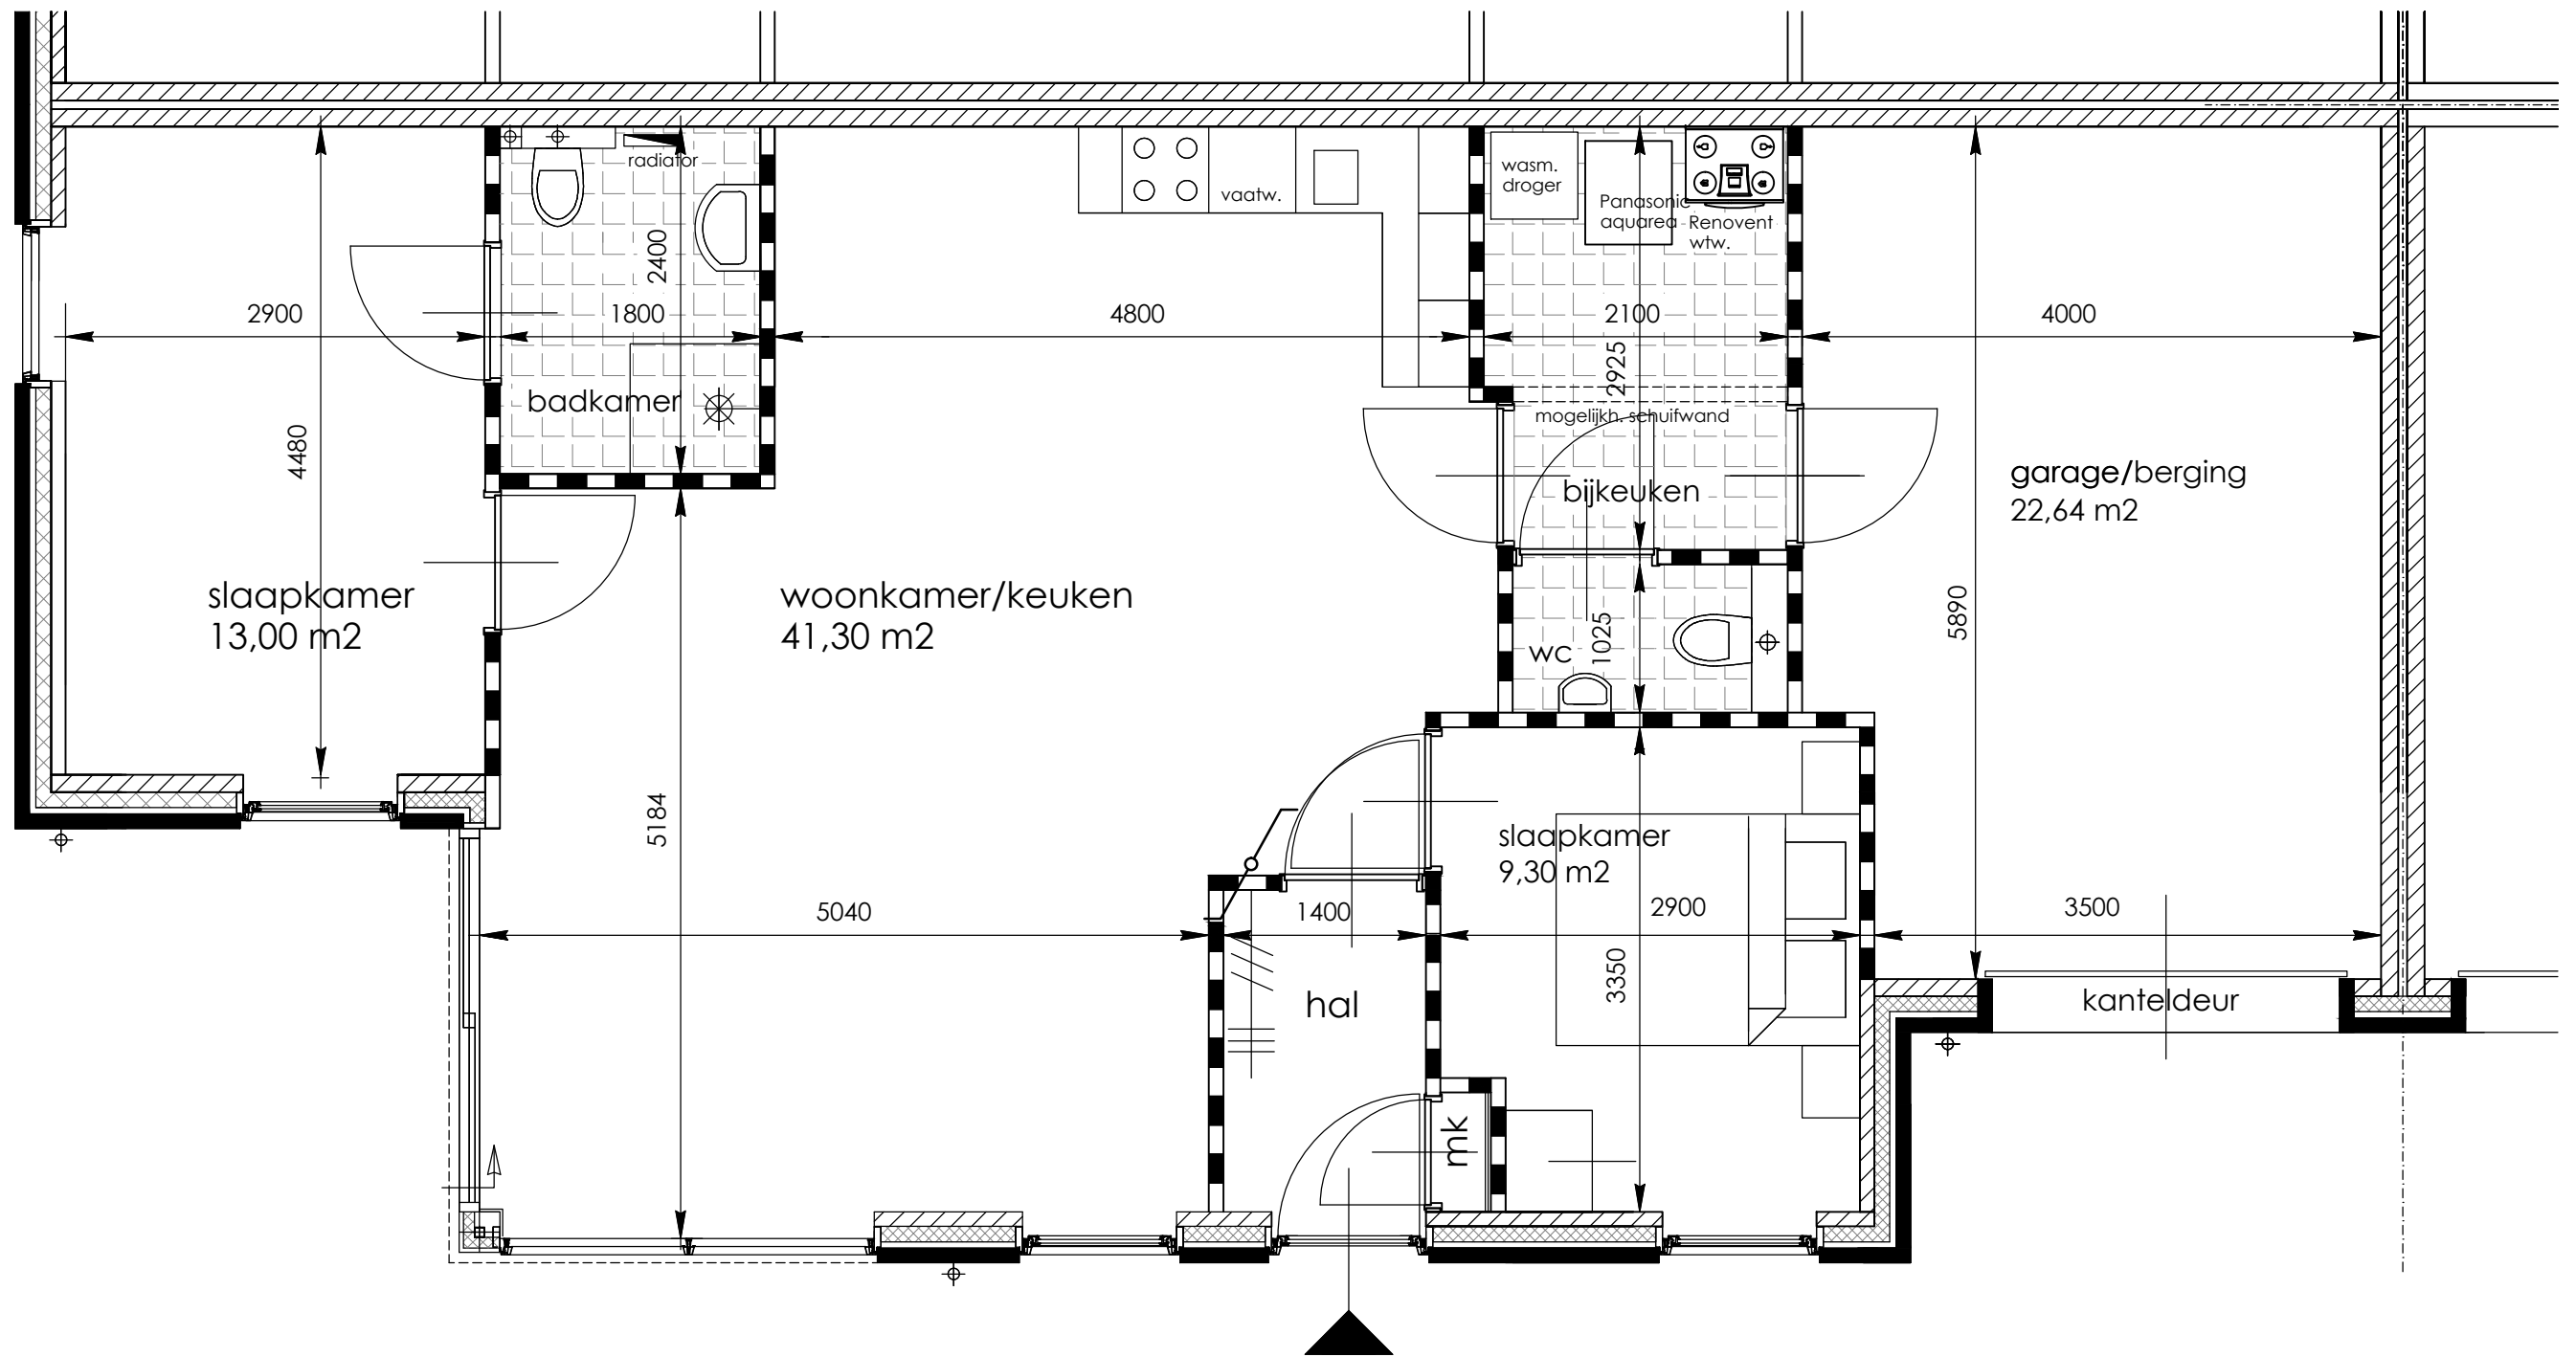 radiator
wasm.
droger
vaatw.
Panasonic
aquarea
Renovent
wtw.
2400
2900
1800
4800
2100
4000
2925
badkamer
mogelijkh. schuifwand
4480
bijkeuken
garage/berging
22,64 m2
slaapkamer
13,00 m2
woonkamer/keuken
41,30 m2
wc
1025
5890
5184
slaapkamer
9,30 m2
5040
1400
2900
3500
3350
hal
kanteldeur
mk